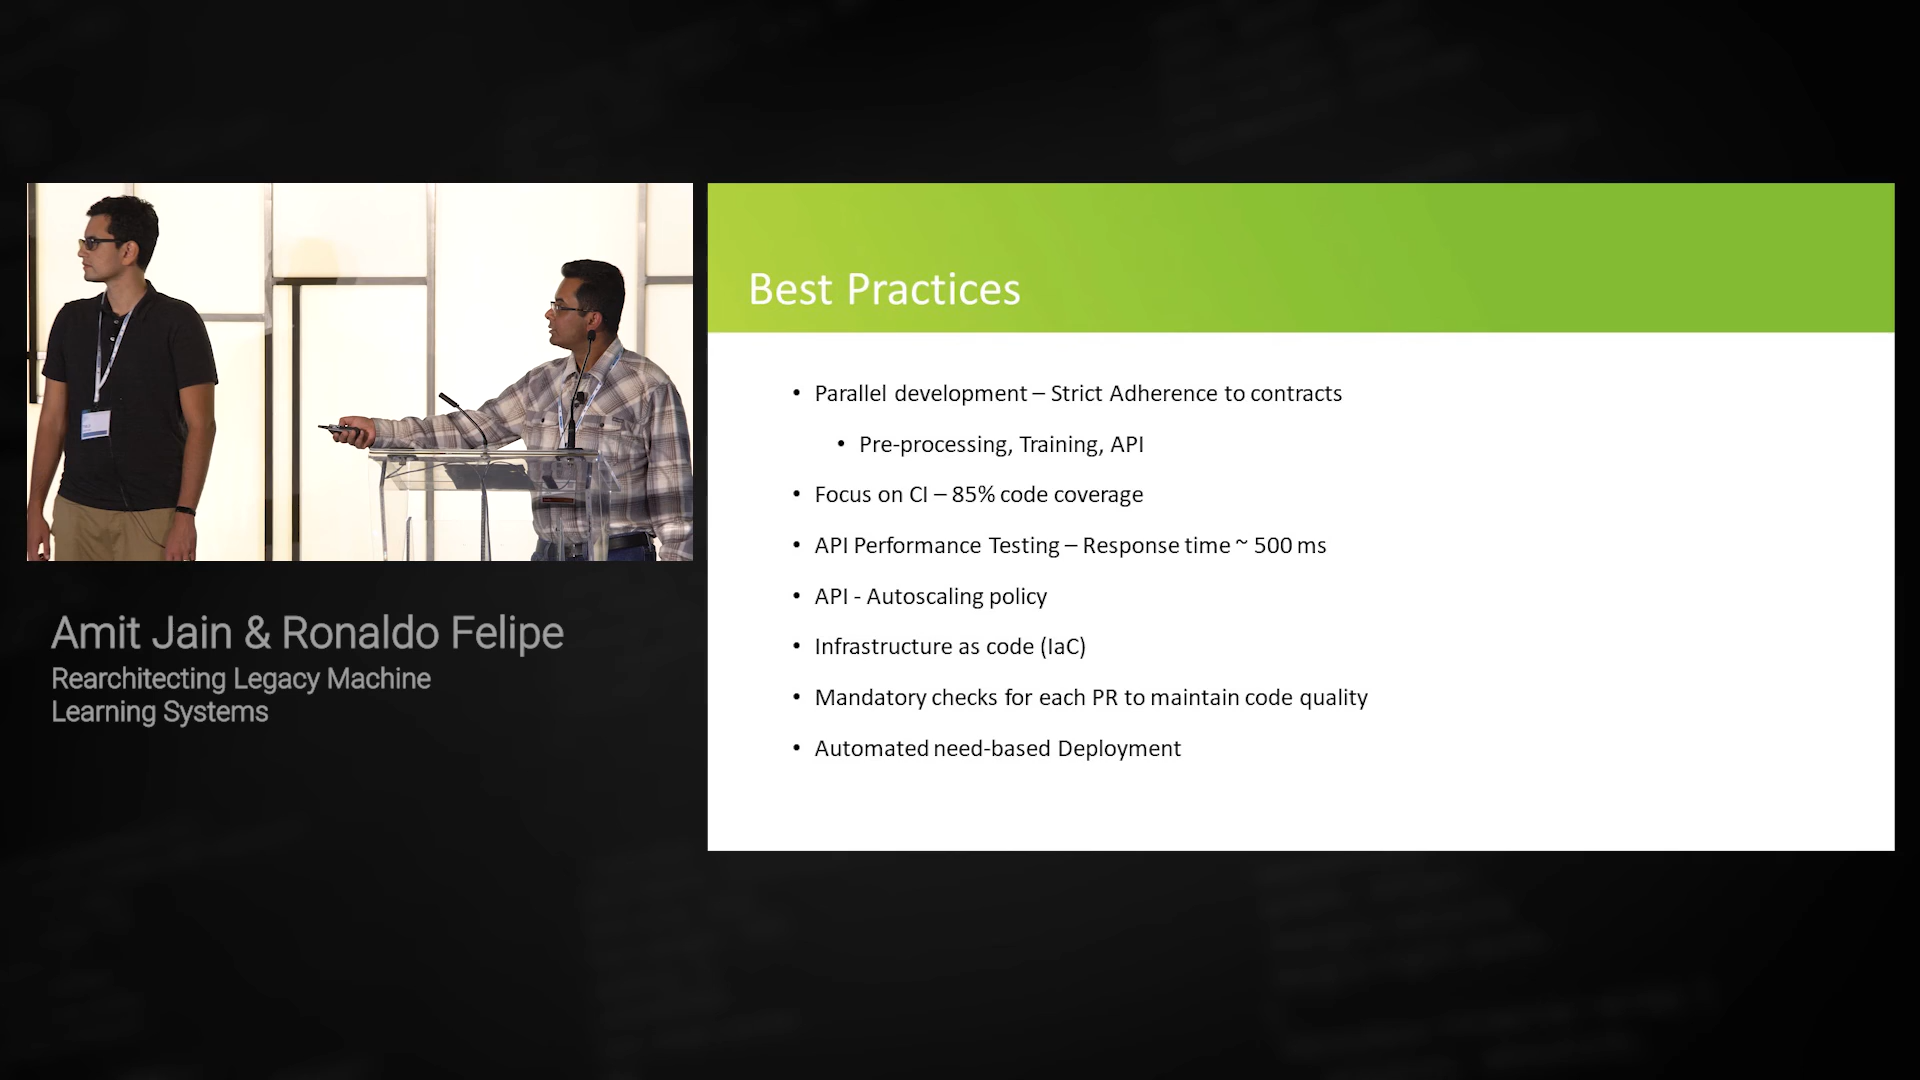 Amit Jain & Ronaldo Felipe
Rearchitecting Legacy Machine
Learning Systems
Best Practices
• Parallel development – Strict Adherence to contracts
• Pre-processing, Training, API
• Focus on CI – 85% code coverage
• API Performance Testing – Response time ~ 500 ms
• API - Autoscaling policy
• Infrastructure as code (IaC)
• Mandatory checks for each PR to maintain code quality
• Automated need-based Deployment